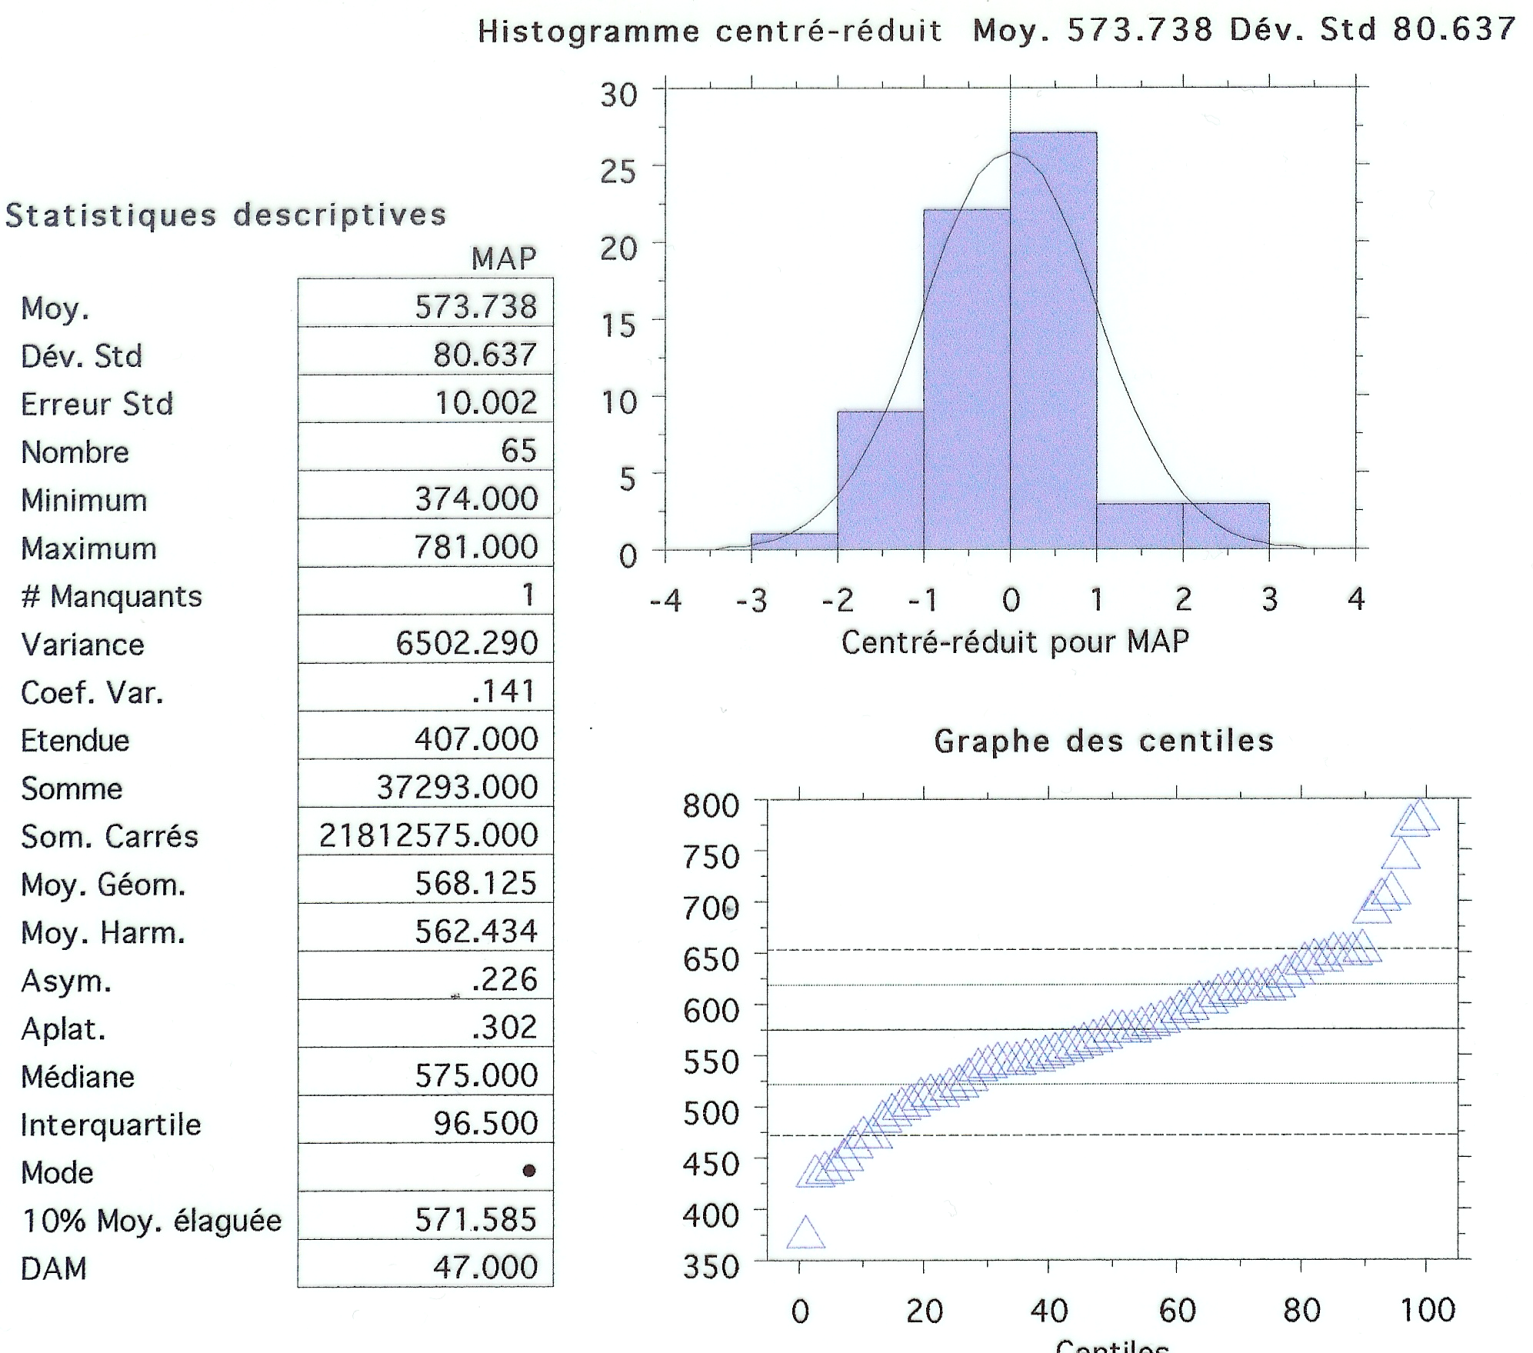 Histogramme centré-réduit Moy. 573.738 Dév. Std 80.637
Statistiques descriptives
MAP
Moy. 573.738
Dév. Std 80.637
Erreur Std 10.002
Nombre 65
Minimum 374.000
Maximum 781.000
# Manquants 1
Variance 6502.290
Coef. Var. .141
Etendue 407.000
Somme 37293.000
Som. Carrés 21812575.000
Moy. Géom. 568.125
Moy. Harm. 562.434
Asym. .226
Aplat. .302
Médiane 575.000
Interquartile 96.500
Mode •
10% Moy. élaguée 571.585
DAM 47.000
30
25
20
15
10
5
0
-4 -3 -2 -1 0 1 2 3 4
Centré-réduit pour MAP
Graphe des centiles
800
750
700
650
600
550
500
450
400
350
0 20 40 60 80 100
Centiles